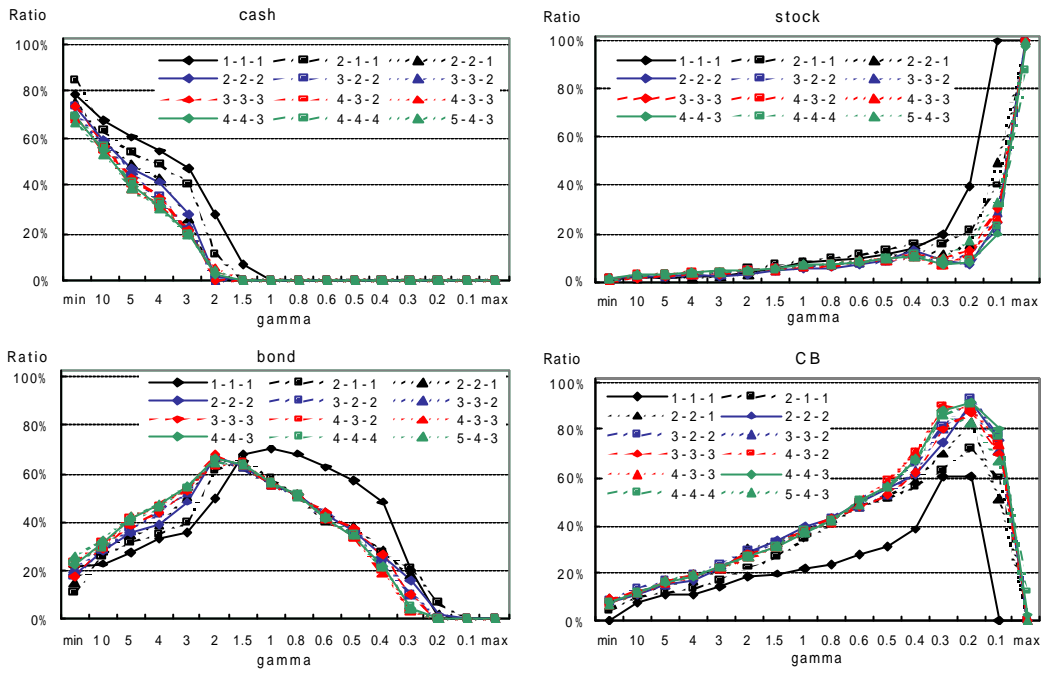 Ratio cash
100%
80%
60%
40%
20%
0%
1-1-1 2-1-1 2-2-1
2-2-2 3-2-2 3-3-2
3-3-3 4-3-2 4-3-3
4-4-3 4-4-4 5-4-3
min 10 5 4 3 2 1.5 1 0.8 0.6 0.5 0.4 0.3 0.2 0.1 max
gamma
Ratio stock
100%
80%
60%
40%
20%
0%
1-1-1 2-1-1 2-2-1
2-2-2 3-2-2 3-3-2
3-3-3 4-3-2 4-3-3
4-4-3 4-4-4 5-4-3
min 10 5 4 3 2 1.5 1 0.8 0.6 0.5 0.4 0.3 0.2 0.1 max
gamma
Ratio bond
100%
80%
60%
40%
20%
0%
1-1-1 2-1-1 2-2-1
2-2-2 3-2-2 3-3-2
3-3-3 4-3-2 4-3-3
4-4-3 4-4-4 5-4-3
min 10 5 4 3 2 1.5 1 0.8 0.6 0.5 0.4 0.3 0.2 0.1 max
gamma
Ratio CB
100%
80%
60%
40%
20%
0%
1-1-1 2-1-1
2-2-1 2-2-2
3-2-2 3-3-2
3-3-3 4-3-2
4-3-3 4-4-3
4-4-4 5-4-3
min 10 5 4 3 2 1.5 1 0.8 0.6 0.5 0.4 0.3 0.2 0.1 max
gamma